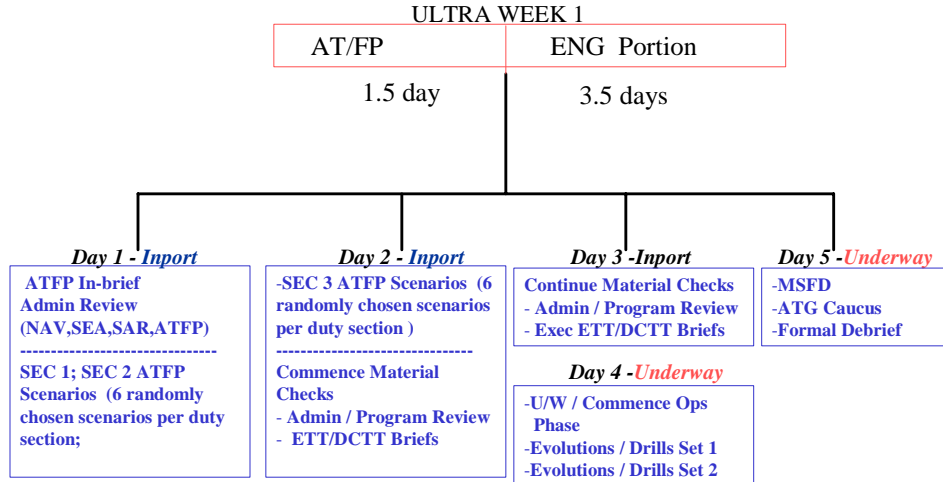 ULTRA WEEK 1
AT/FP
ENG Portion
1.5 day
3.5 days
Day 1 - Inport
ATFP In-brief
Admin Review
(NAV,SEA,SAR,ATFP)
--------------------------------
SEC 1; SEC 2 ATFP
Scenarios (6 randomly
chosen scenarios per duty
section;
Day 2 - Inport
-SEC 3 ATFP Scenarios (6
randomly chosen scenarios
per duty section )
--------------------------------
Commence Material
Checks
- Admin / Program Review
- ETT/DCTT Briefs
Day 3 -Inport
Continue Material Checks
- Admin / Program Review
- Exec ETT/DCTT Briefs
Day 4 -Underway
-U/W / Commence Ops
Phase
-Evolutions / Drills Set 1
-Evolutions / Drills Set 2
Day 5 -Underway
-MSFD
-ATG Caucus
-Formal Debrief